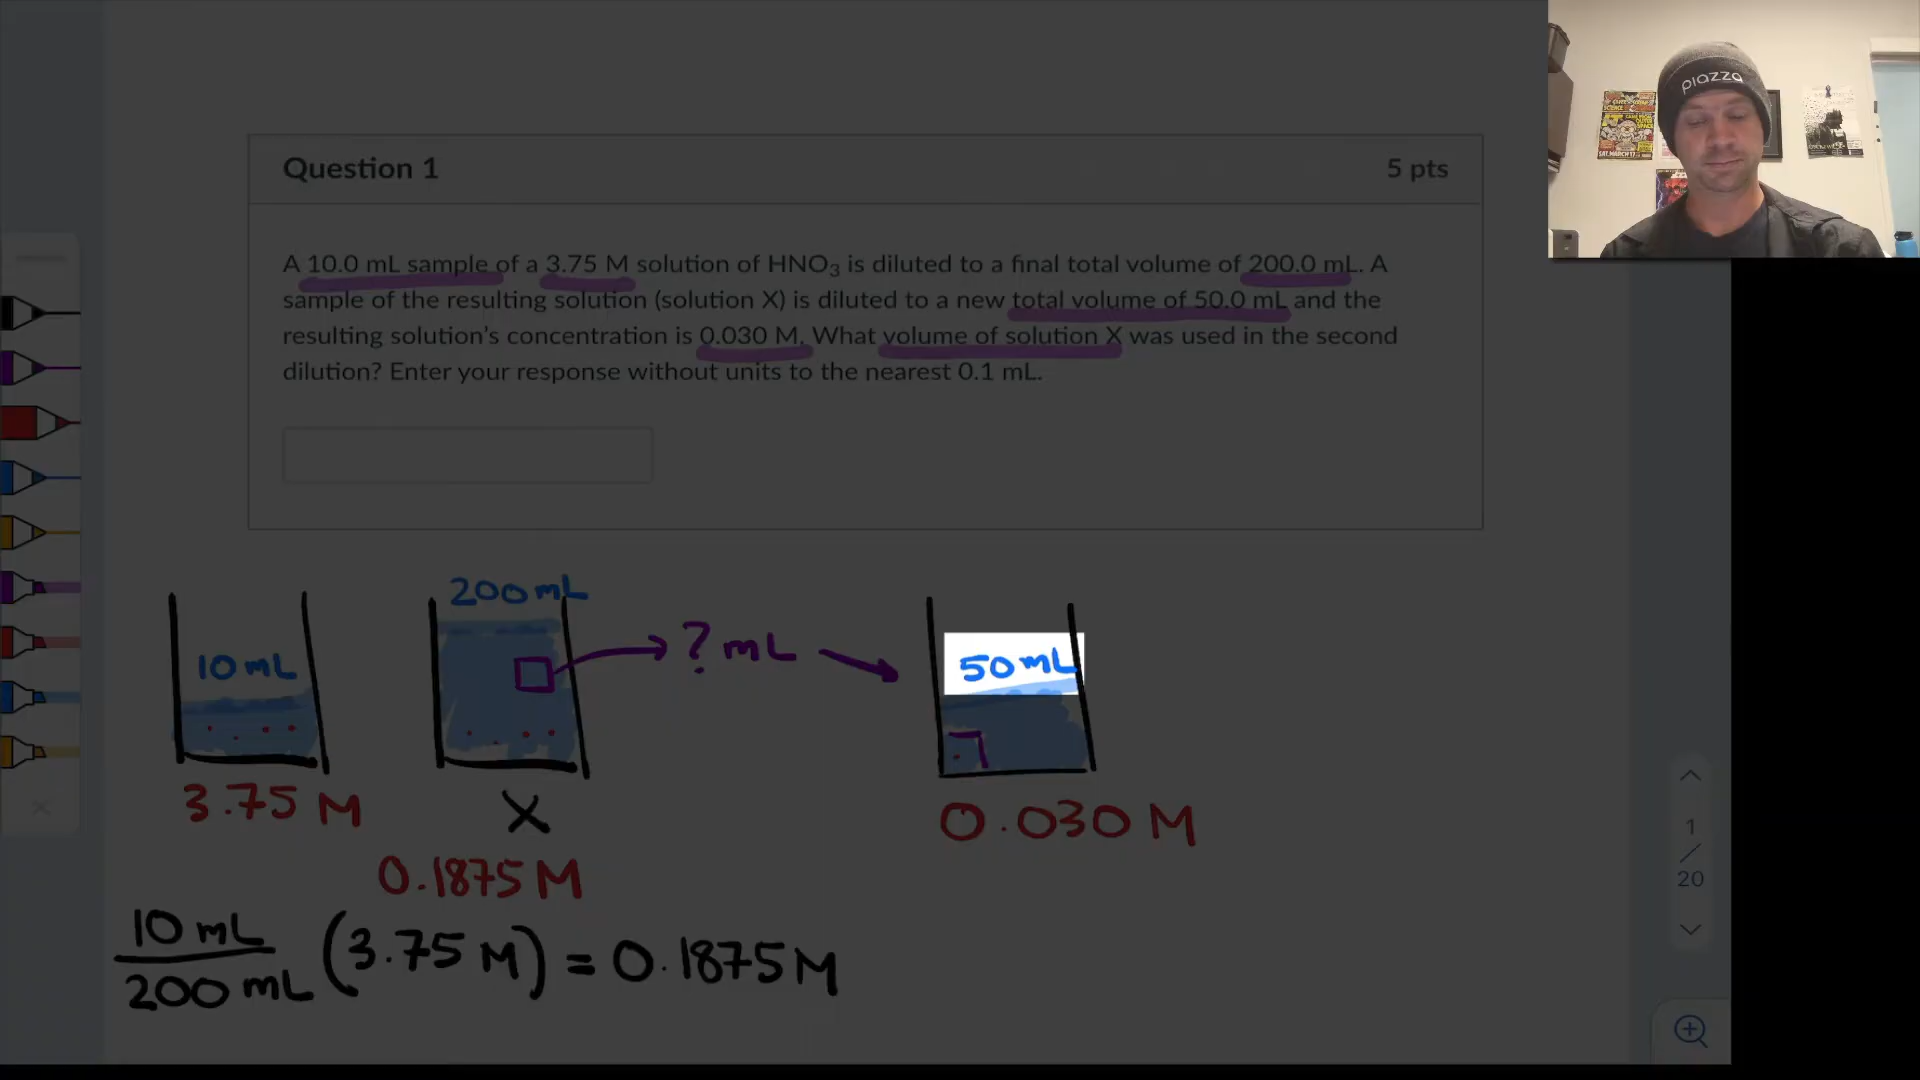 piazza
Question 1
5 pts
A 10.0 mL sample of a 3.75 M solution of HNO₃ is diluted to a final total volume of 200.0 mL. A
sample of the resulting solution (solution X) is diluted to a new total volume of 50.0 mL and the
resulting solution's concentration is 0.030 M. What volume of solution X was used in the second
dilution? Enter your response without units to the nearest 0.1 mL.
200 mL
10 mL
? mL
50 mL
3.75 M
X
0.030 M
0.1875 M
10 mL
200 mL
(3.75 M) = 0.1875 M
1
/
20